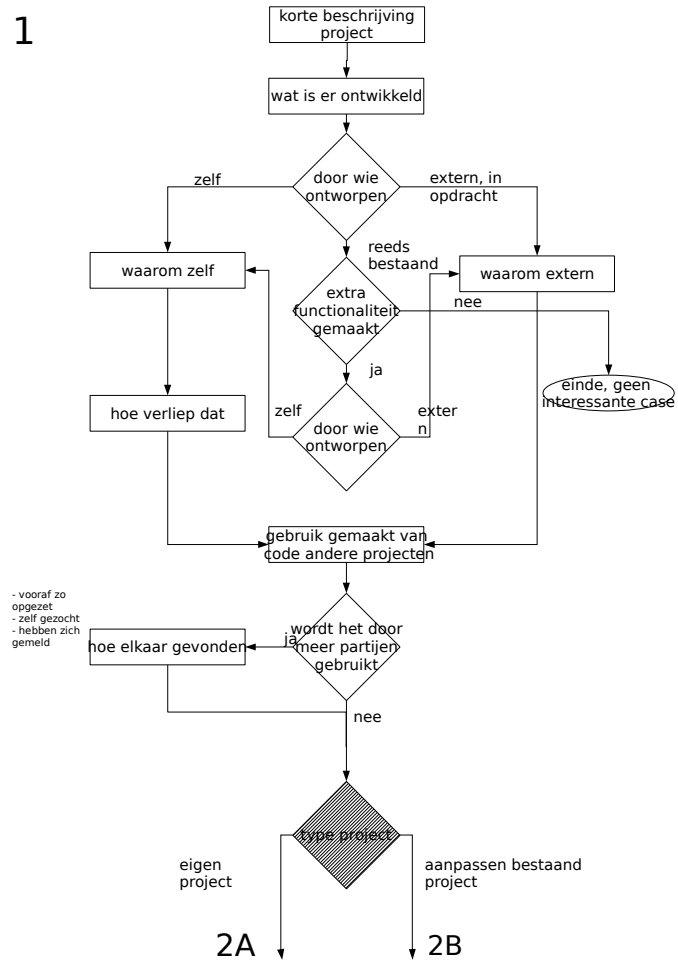 1
korte beschrijving
project
wat is er ontwikkeld
door wie
ontworpen
zelf
extern, in
opdracht
reeds
bestaand
waarom zelf
waarom extern
extra
functionaliteit
gemaakt
nee
ja
einde, geen
interessante case
hoe verliep dat
zelf
door wie
ontworpen
exter
n
gebruik gemaakt van
code andere projecten
- vooraf zo
opgezet
- zelf gezocht
- hebben zich
gemeld
hoe elkaar gevonden
ja
wordt het door
meer partijen
gebruikt
nee
type project
eigen
project
aanpassen bestaand
project
2A
2B